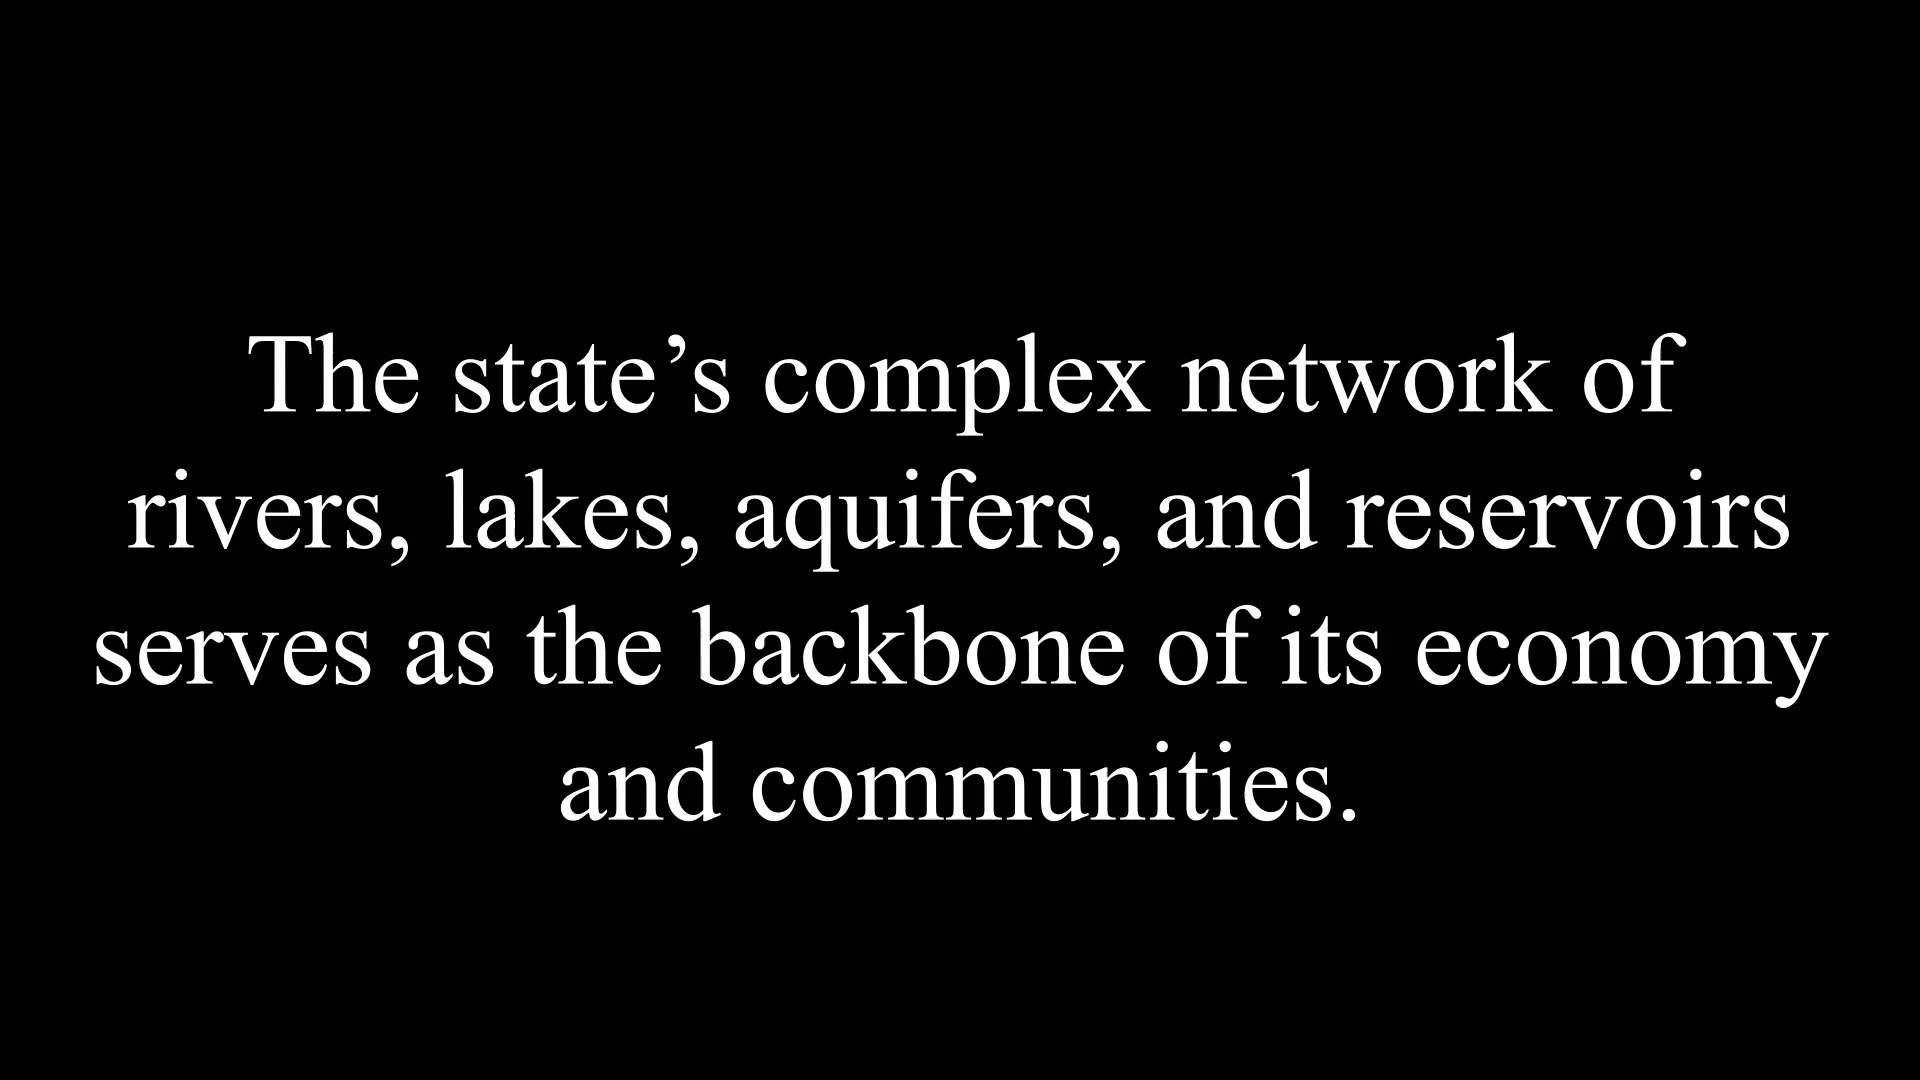 The state’s complex network of
rivers, lakes, aquifers, and reservoirs
serves as the backbone of its economy
and communities.